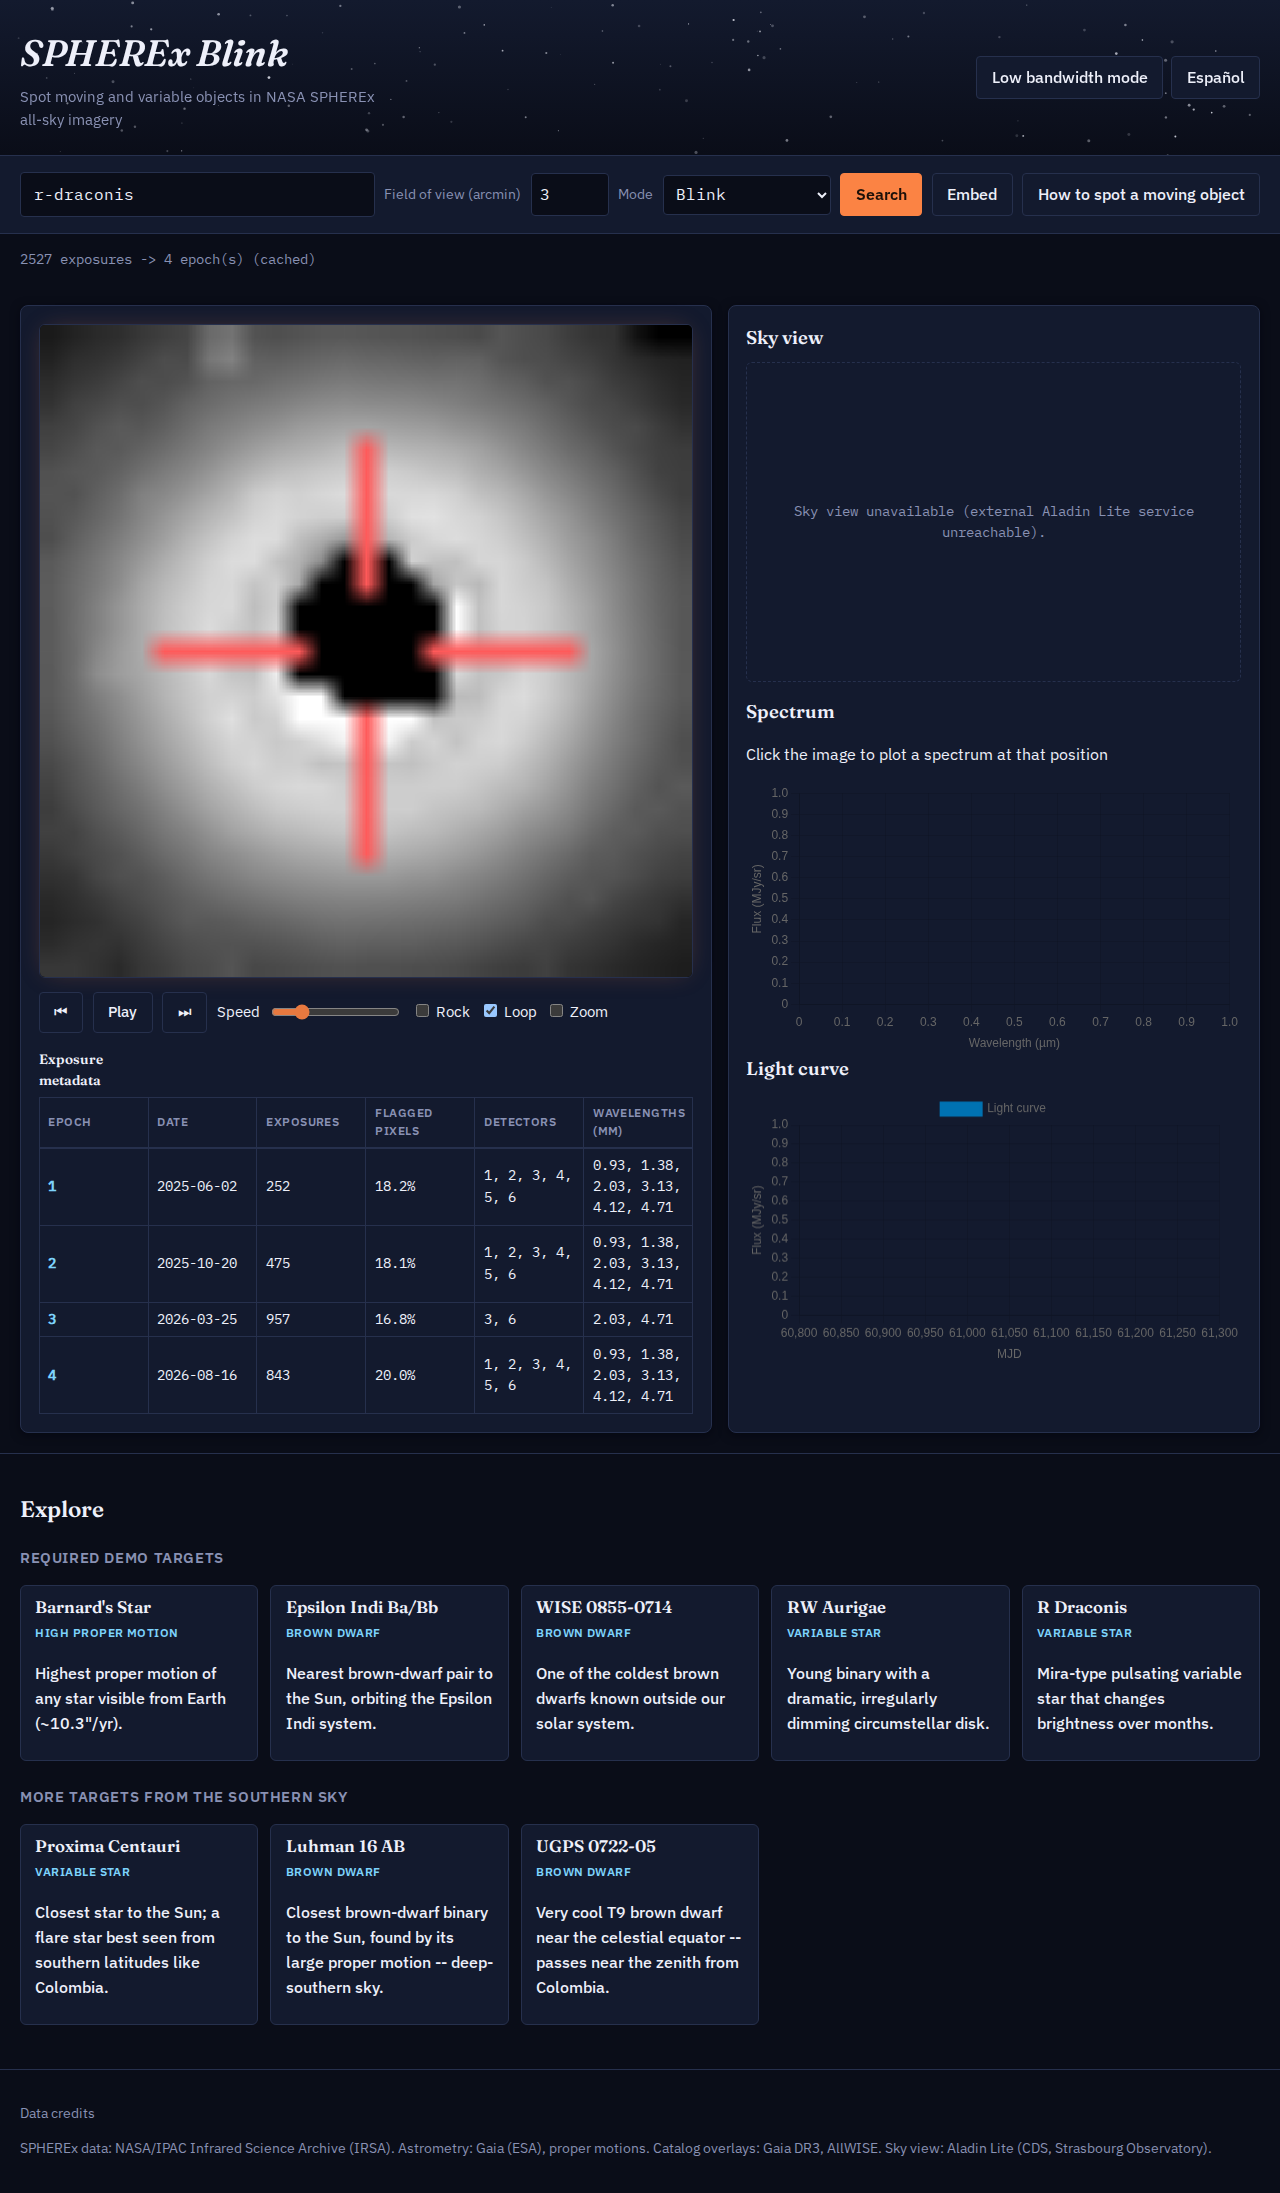 SPHEREx Blink
Spot moving and variable objects in NASA SPHEREx
all-sky imagery
Low bandwidth mode
Español
r-draconis
Field of view (arcmin)
3
Mode
Blink
Search
Embed
How to spot a moving object
2527 exposures -> 4 epoch(s) (cached)
Sky view
Sky view unavailable (external Aladin Lite service
unreachable).
Spectrum
Click the image to plot a spectrum at that position
1.0
0.9
0.8
0.7
0.6
0.5
0.4
0.3
0.2
0.1
0
Flux (MJy/sr)
0 0.1 0.2 0.3 0.4 0.5 0.6 0.7 0.8 0.9 1.0
Wavelength (µm)
Light curve
Light curve
1.0
0.9
0.8
0.7
0.6
0.5
0.4
0.3
0.2
0.1
0
Flux (MJy/sr)
60,800 60,850 60,900 60,950 61,000 61,050 61,100 61,150 61,200 61,250 61,300
MJD
⏮ Play ⏭ Speed Rock Loop Zoom
Exposure
metadata
EPOCH DATE EXPOSURES FLAGGED PIXELS DETECTORS WAVELENGTHS (ΜM)
1 2025-06-02 252 18.2% 1, 2, 3, 4, 5, 6 0.93, 1.38, 2.03, 3.13, 4.12, 4.71
2 2025-10-20 475 18.1% 1, 2, 3, 4, 5, 6 0.93, 1.38, 2.03, 3.13, 4.12, 4.71
3 2026-03-25 957 16.8% 3, 6 2.03, 4.71
4 2026-08-16 843 20.0% 1, 2, 3, 4, 5, 6 0.93, 1.38, 2.03, 3.13, 4.12, 4.71
Explore
REQUIRED DEMO TARGETS
Barnard's Star
HIGH PROPER MOTION
Highest proper motion of
any star visible from Earth
(~10.3"/yr).
Epsilon Indi Ba/Bb
BROWN DWARF
Nearest brown-dwarf pair to
the Sun, orbiting the Epsilon
Indi system.
WISE 0855-0714
BROWN DWARF
One of the coldest brown
dwarfs known outside our
solar system.
RW Aurigae
VARIABLE STAR
Young binary with a
dramatic, irregularly
dimming circumstellar disk.
R Draconis
VARIABLE STAR
Mira-type pulsating variable
star that changes
brightness over months.
MORE TARGETS FROM THE SOUTHERN SKY
Proxima Centauri
VARIABLE STAR
Closest star to the Sun; a
flare star best seen from
southern latitudes like
Colombia.
Luhman 16 AB
BROWN DWARF
Closest brown-dwarf binary
to the Sun, found by its
large proper motion -- deep-
southern sky.
UGPS 0722-05
BROWN DWARF
Very cool T9 brown dwarf
near the celestial equator --
passes near the zenith from
Colombia.
Data credits
SPHEREx data: NASA/IPAC Infrared Science Archive (IRSA). Astrometry: Gaia (ESA), proper motions. Catalog overlays: Gaia DR3, AllWISE. Sky view: Aladin Lite (CDS, Strasbourg Observatory).